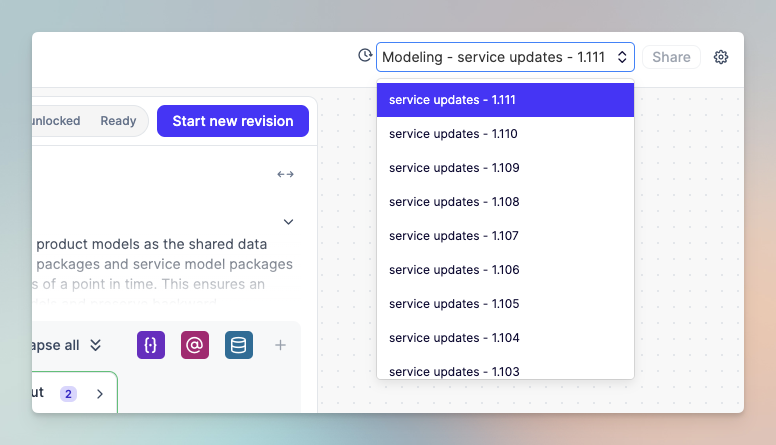 Modeling - service updates - 1.111
Share
service updates - 1.111
service updates - 1.110
service updates - 1.109
service updates - 1.108
service updates - 1.107
service updates - 1.106
service updates - 1.105
service updates - 1.104
service updates - 1.103
unlocked
Ready
Start new revision
product models as the shared data
packages and service model packages
s of a point in time. This ensures an
apse all
{·}
@
ut
2